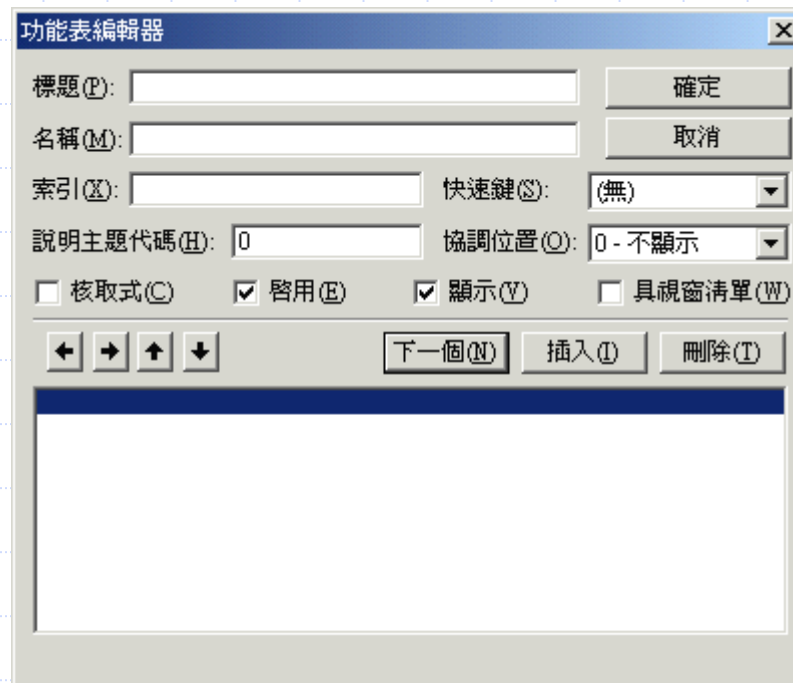 功能表編輯器
標題(P): 確定
名稱(M): 取消
索引(X): 快速鍵(S): (無)
說明主題代碼(H): 0 協調位置(O): 0 - 不顯示
核取式(C) 啓用(E) 顯示(V) 具視窗清單(W)
下一個(N) 插入(I) 刪除(T)